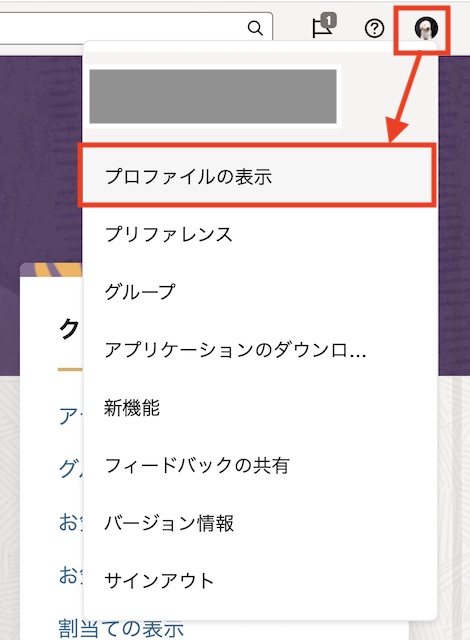 1
プロファイルの表示
プリファレンス
グループ
アプリケーションのダウンロ...
新機能
フィードバックの共有
バージョン情報
サインアウト
ク
ア
グル
お
お
割当ての表示